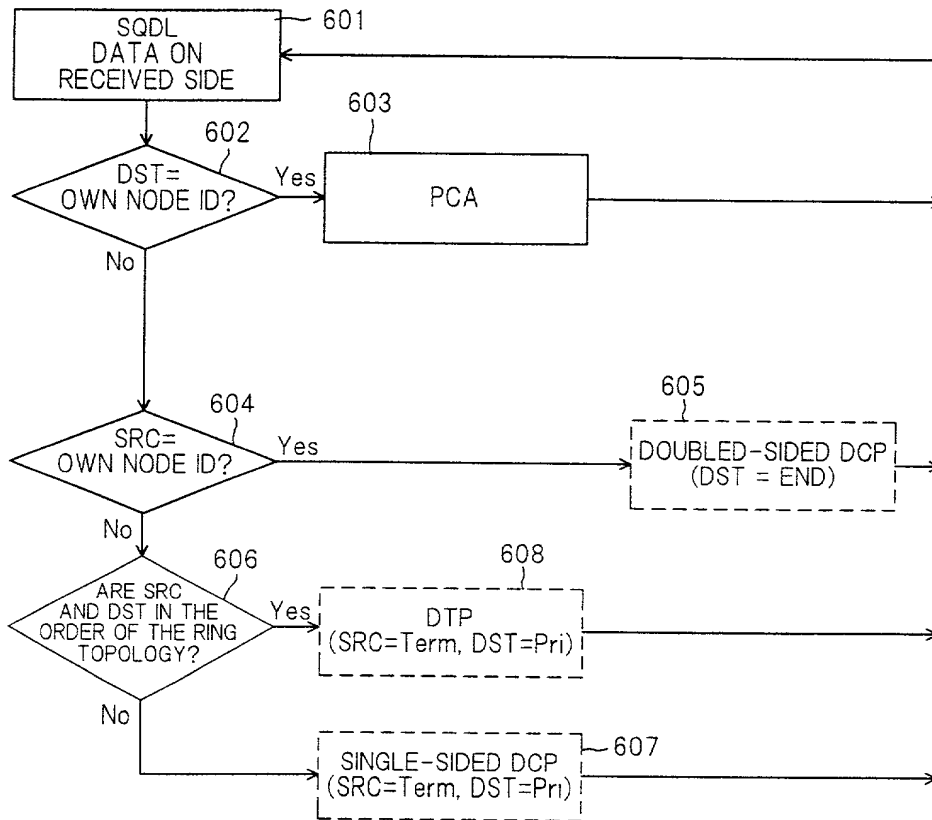 601
SQDL
DATA ON
RECEIVED SIDE
602
603
DST=
OWN NODE ID?
Yes
PCA
No
604
605
SRC=
OWN NODE ID?
Yes
DOUBLED-SIDED DCP
(DST = END)
No
606
608
ARE SRC
AND DST IN THE
ORDER OF THE RING
TOPOLOGY?
Yes
DTP
(SRC=Term, DST=Pri)
No
607
SINGLE-SIDED DCP
(SRC=Term, DST=Pri)